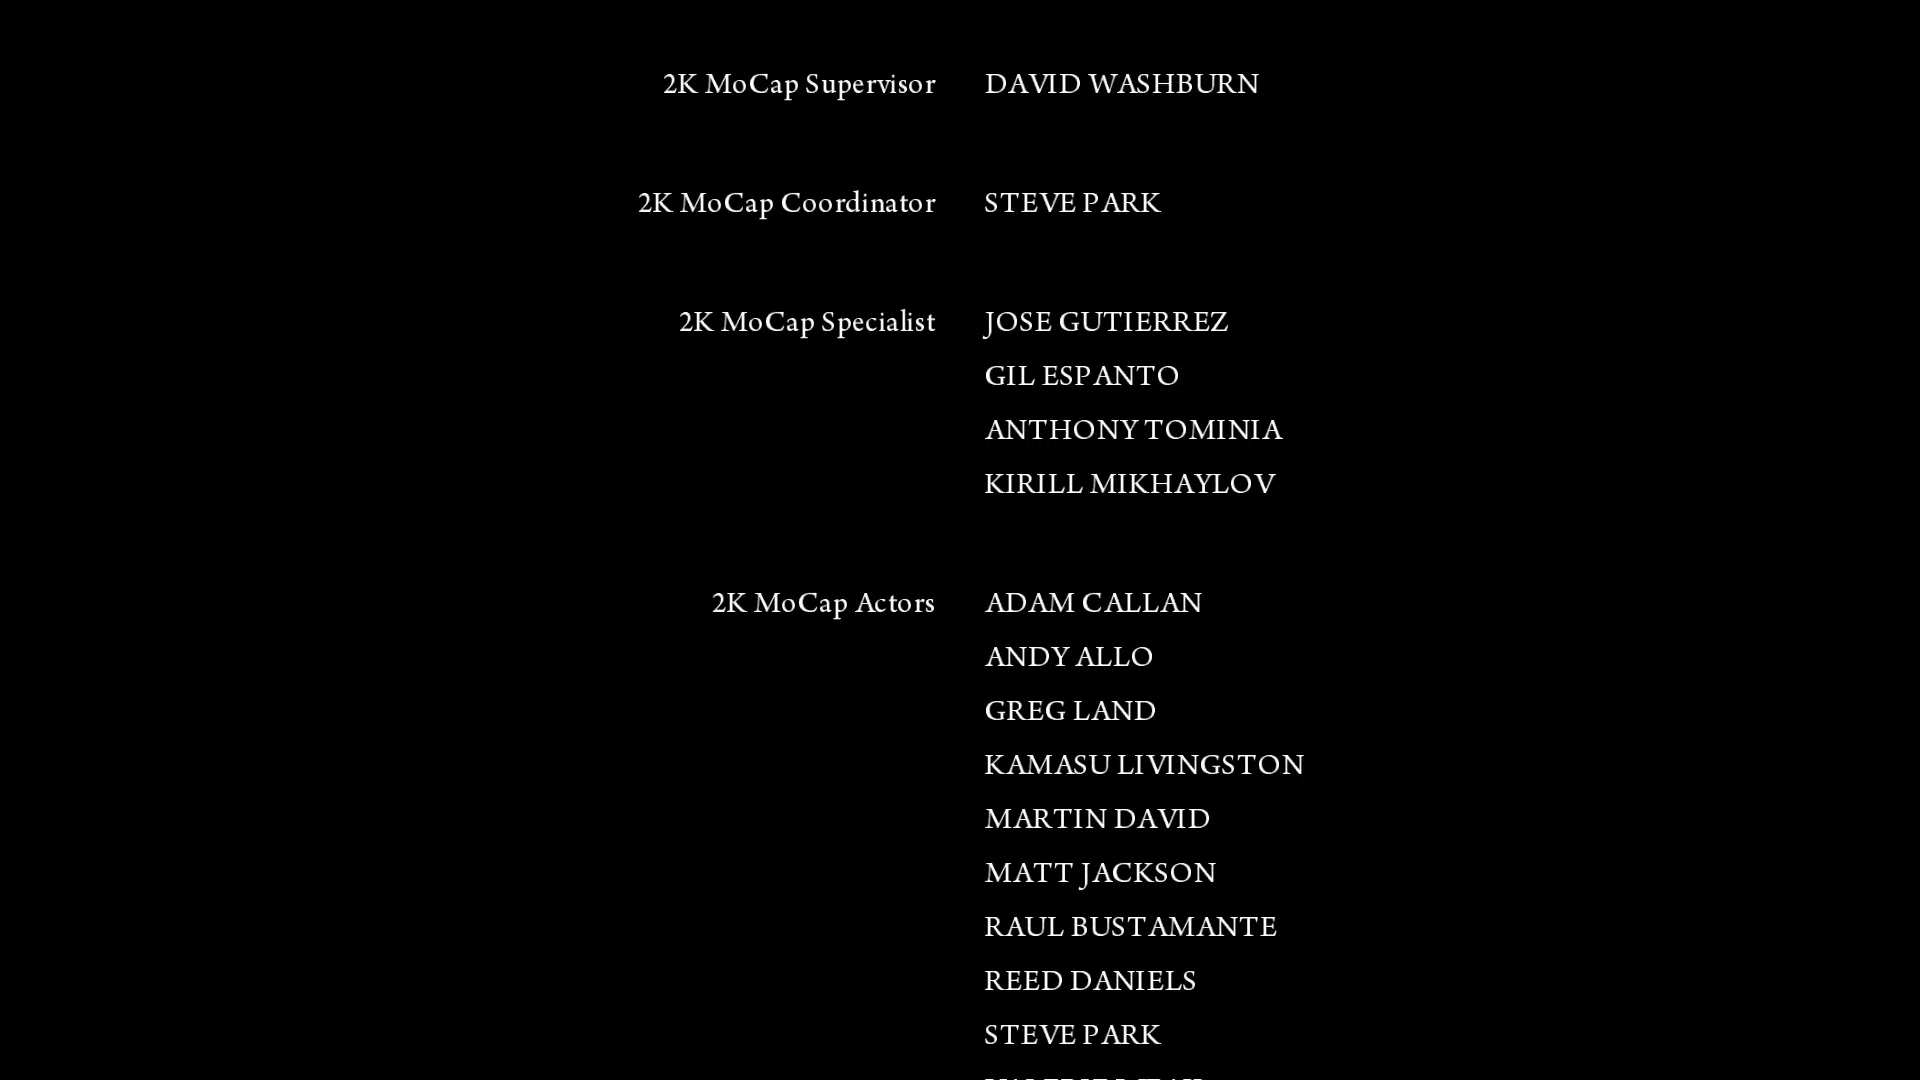 2K MoCap Supervisor DAVID WASHBURN
2K MoCap Coordinator STEVE PARK
2K MoCap Specialist JOSE GUTIERREZ
GIL ESPANTO
ANTHONY TOMINIA
KIRILL MIKHAYLOV
2K MoCap Actors ADAM CALLAN
ANDY ALLO
GREG LAND
KAMASU LIVINGSTON
MARTIN DAVID
MATT JACKSON
RAUL BUSTAMANTE
REED DANIELS
STEVE PARK